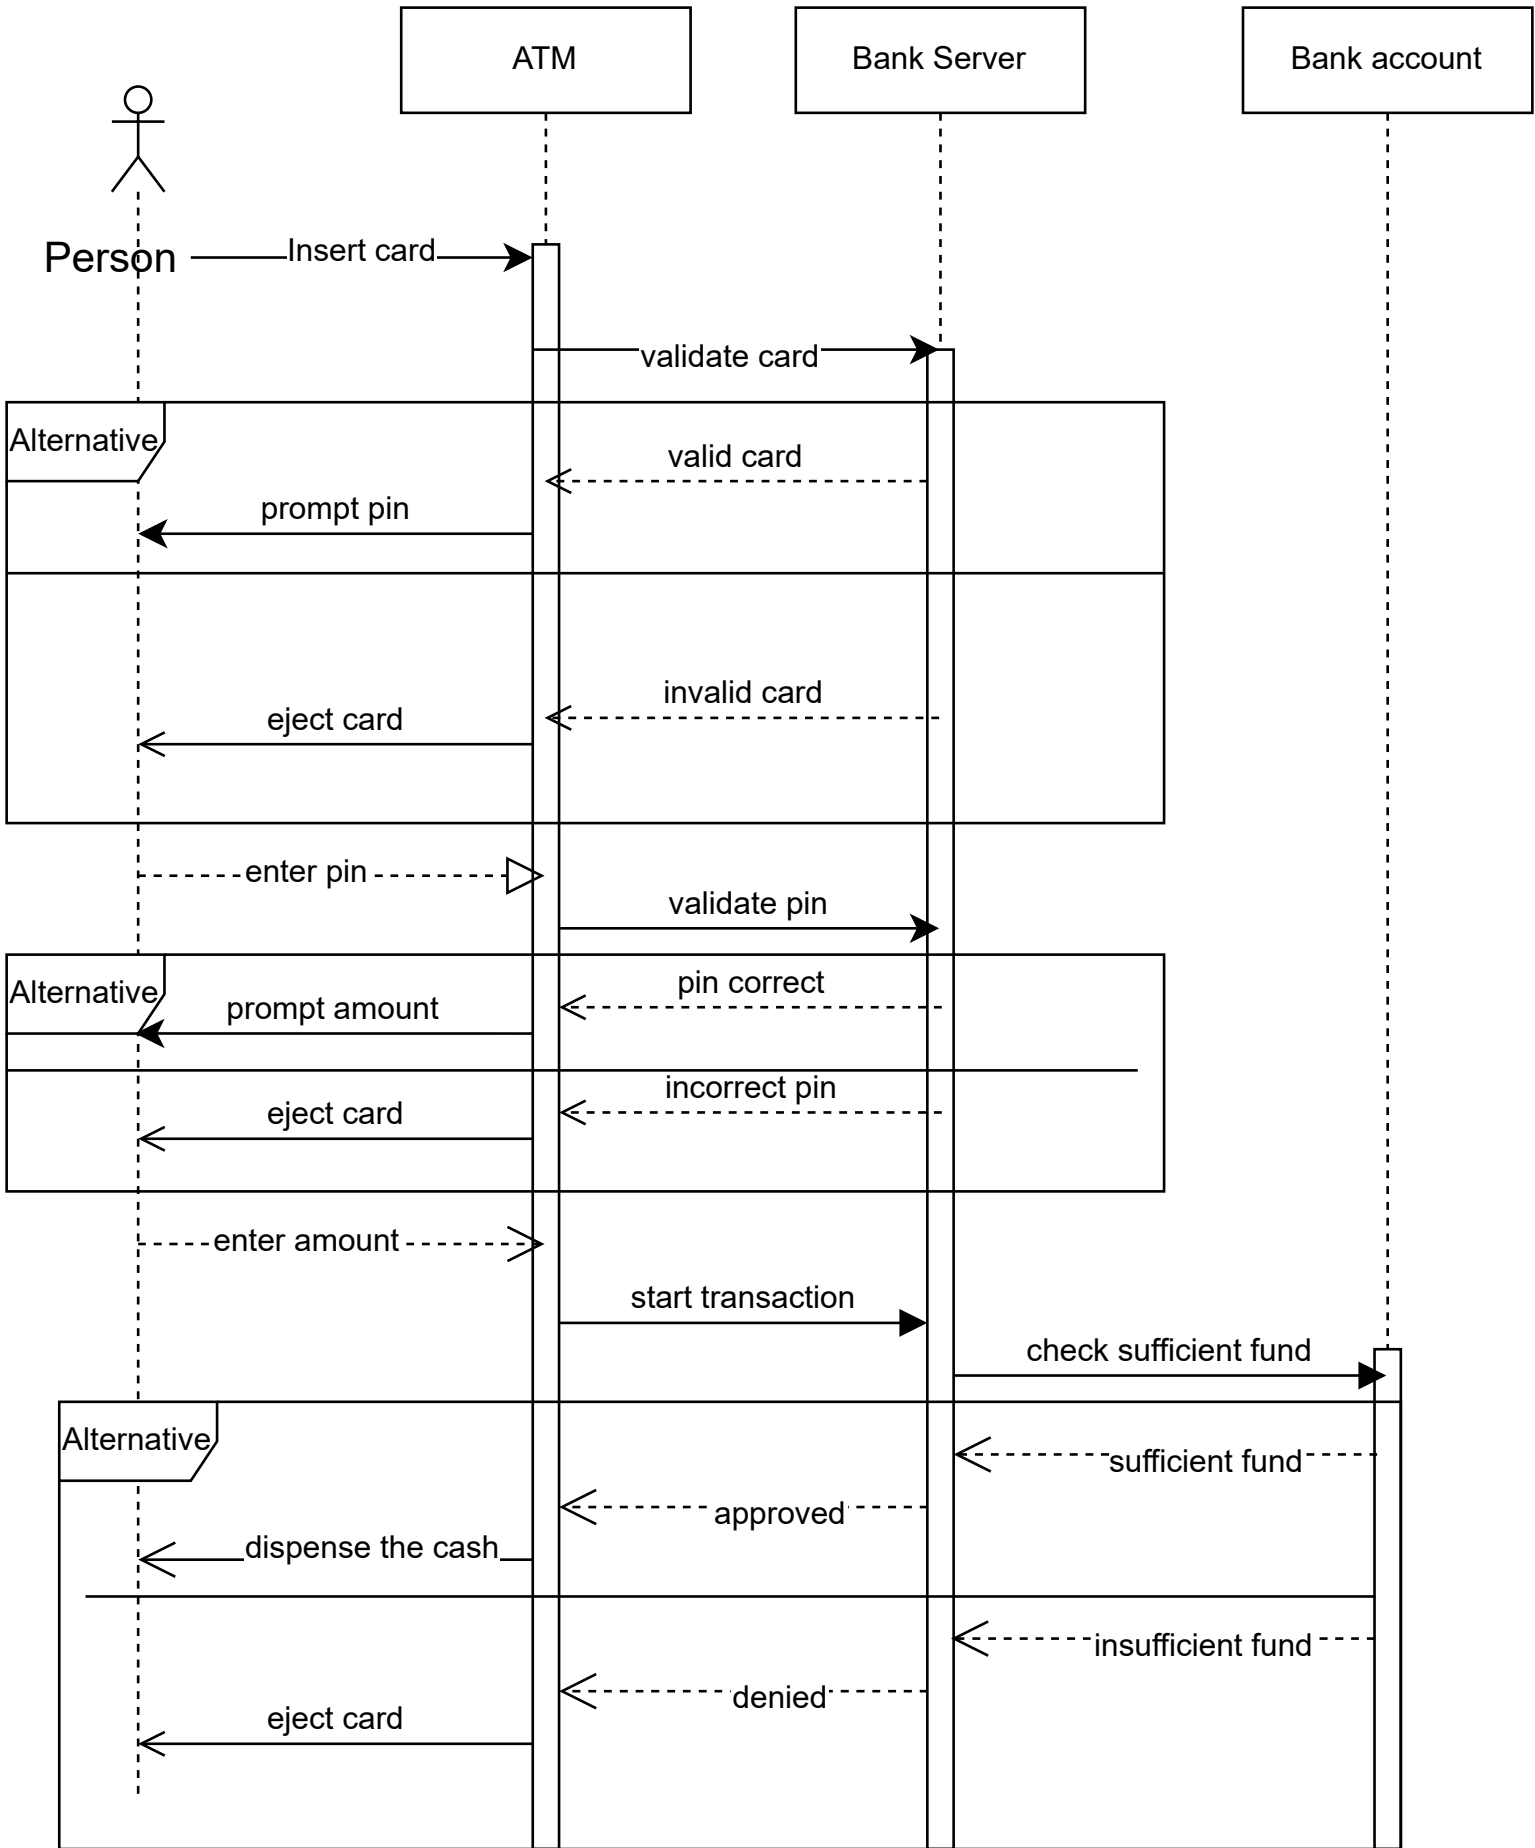 ATM
Bank Server
Bank account
Person
Insert card
validate card
Alternative
valid card
prompt pin
invalid card
eject card
enter pin
validate pin
Alternative
pin correct
prompt amount
incorrect pin
eject card
enter amount
start transaction
check sufficient fund
Alternative
sufficient fund
approved
dispense the cash
insufficient fund
denied
eject card